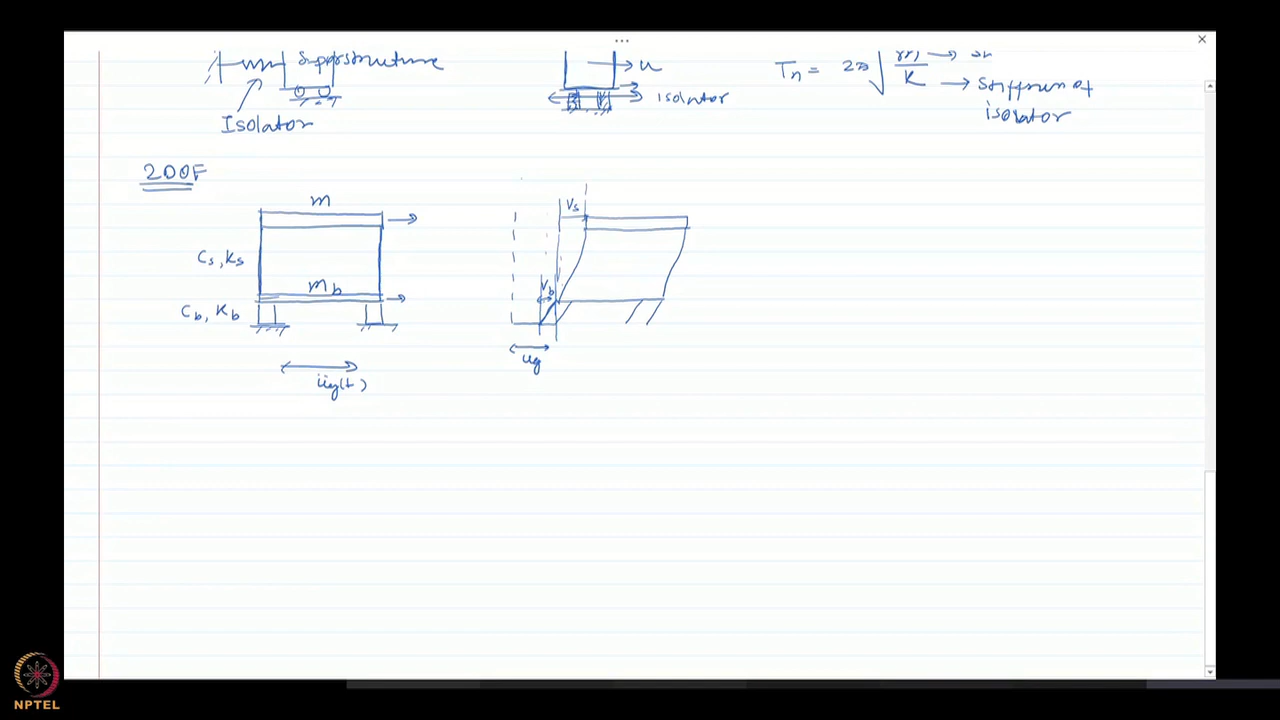 Superstructure
Isolator
u
isolator
Tn = 2π √ m/K
Stiffness of
isolator
2DOF
m
Cs, Ks
mb
Cb, Kb
üg(t)
vs
vb
ug
NPTEL